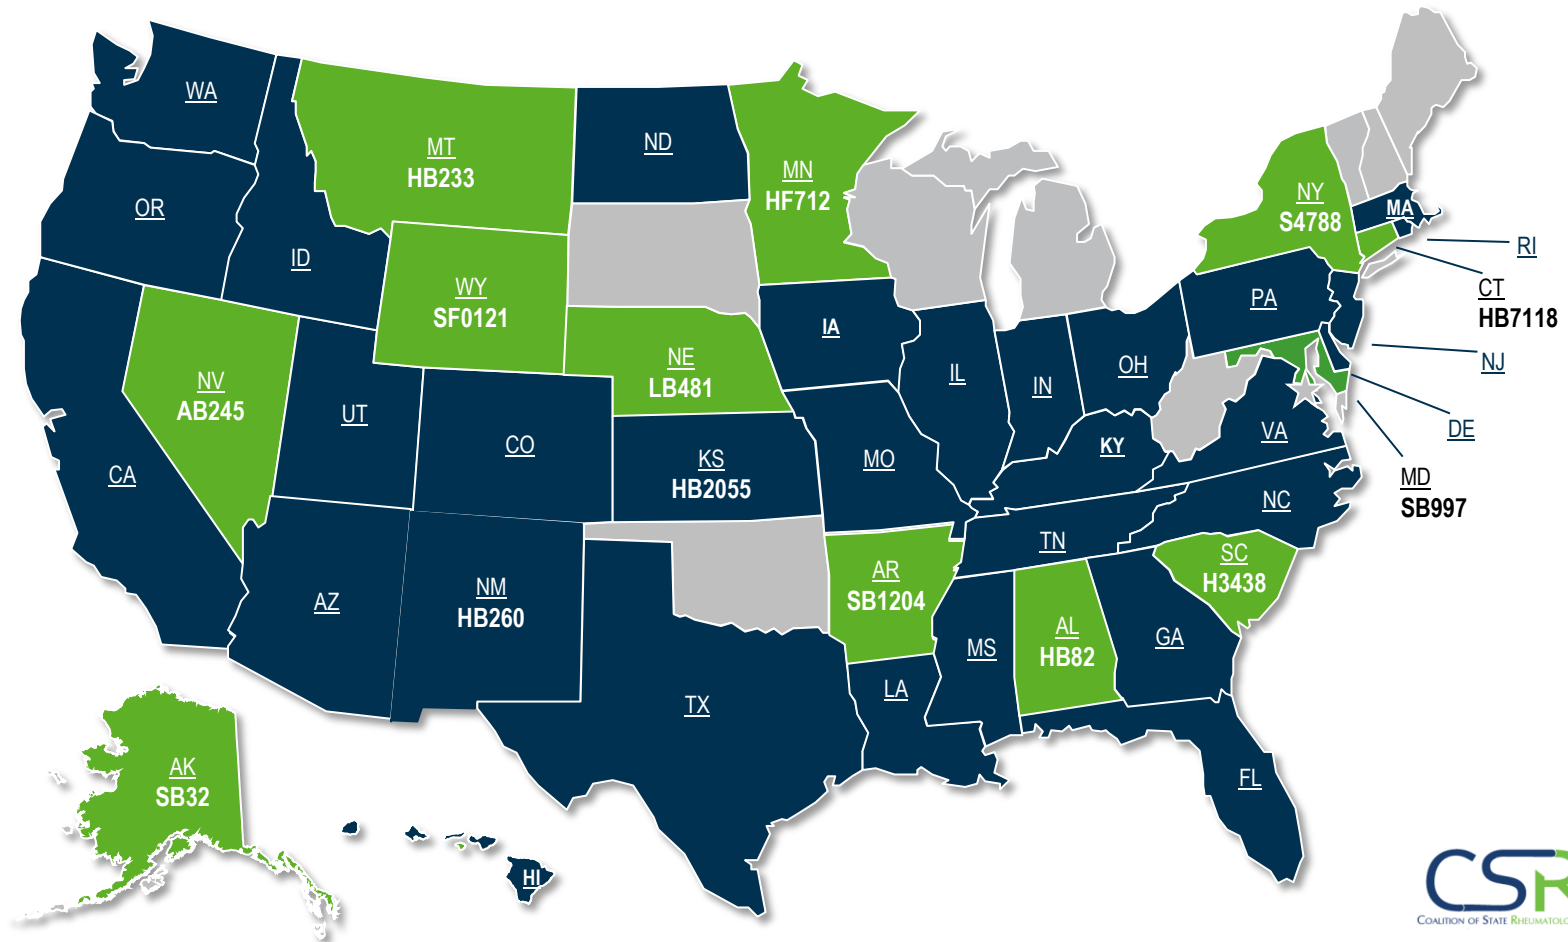 WA
MT
HB233
ND
MN
HF712
OR
ID
WY
SF0121
NY
S4788
MA
RI
CT
HB7118
NJ
PA
IA
NE
LB481
NV
AB245
UT
CO
IL
IN
OH
DE
CA
KS
HB2055
MO
KY
VA
MD
SB997
NC
AZ
NM
HB260
AR
SB1204
TN
SC
H3438
MS
AL
HB82
GA
TX
LA
FL
AK
SB32
HI
CSR
COALITION OF STATE